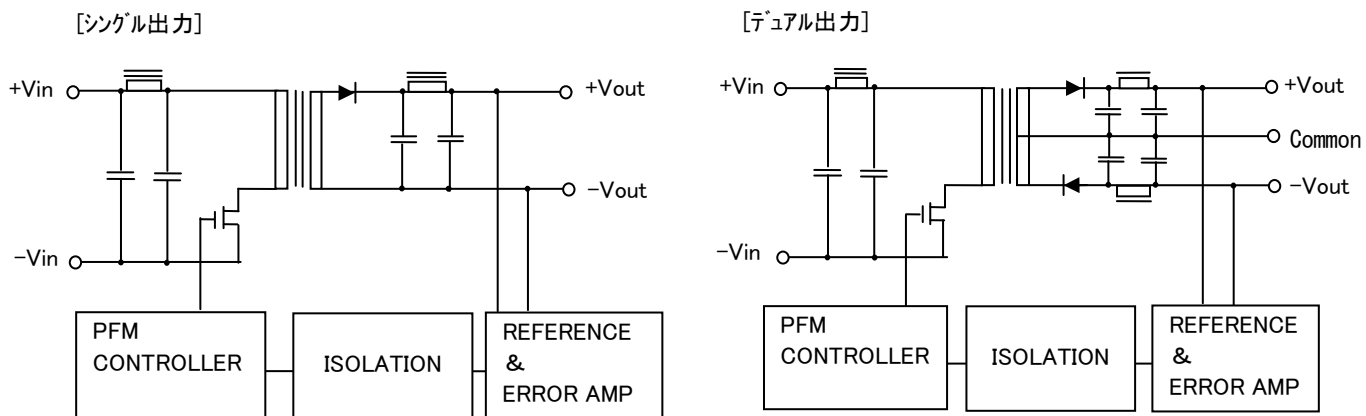 [シングル出力]
+Vin
+Vout
-Vout
-Vin
PFM
CONTROLLER
ISOLATION
REFERENCE
&
ERROR AMP
[デュアル出力]
+Vin
+Vout
Common
-Vout
-Vin
PFM
CONTROLLER
ISOLATION
REFERENCE
&
ERROR AMP